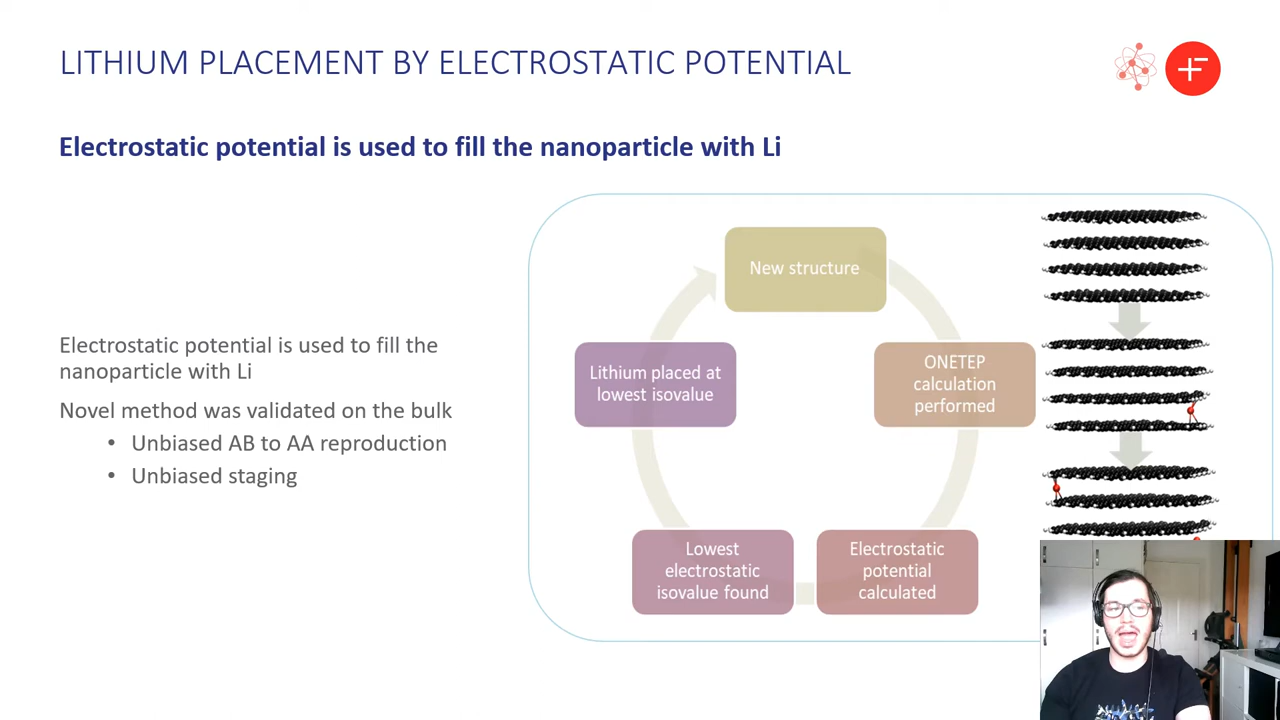 LITHIUM PLACEMENT BY ELECTROSTATIC POTENTIAL
Electrostatic potential is used to fill the nanoparticle with Li
Electrostatic potential is used to fill the
nanoparticle with Li
Novel method was validated on the bulk
• Unbiased AB to AA reproduction
• Unbiased staging
New structure
ONETEP
calculation
performed
Electrostatic
potential
calculated
Lowest
electrostatic
isovalue found
Lithium placed at
lowest isovalue